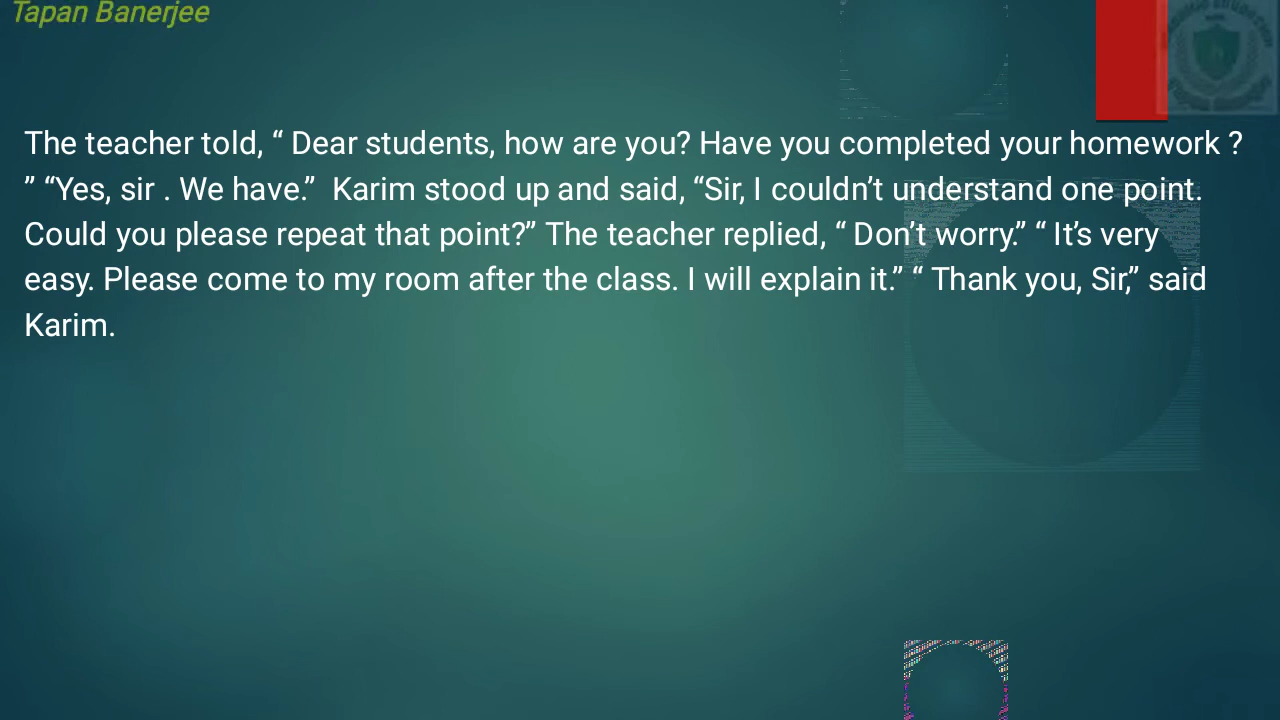 Tapan Banerjee
The teacher told, “ Dear students, how are you? Have you completed your homework ?
” “Yes, sir . We have.”  Karim stood up and said, “Sir, I couldn’t understand one point.
Could you please repeat that point?” The teacher replied, “ Don’t worry.” “ It’s very
easy. Please come to my room after the class. I will explain it.” “ Thank you, Sir,” said
Karim.